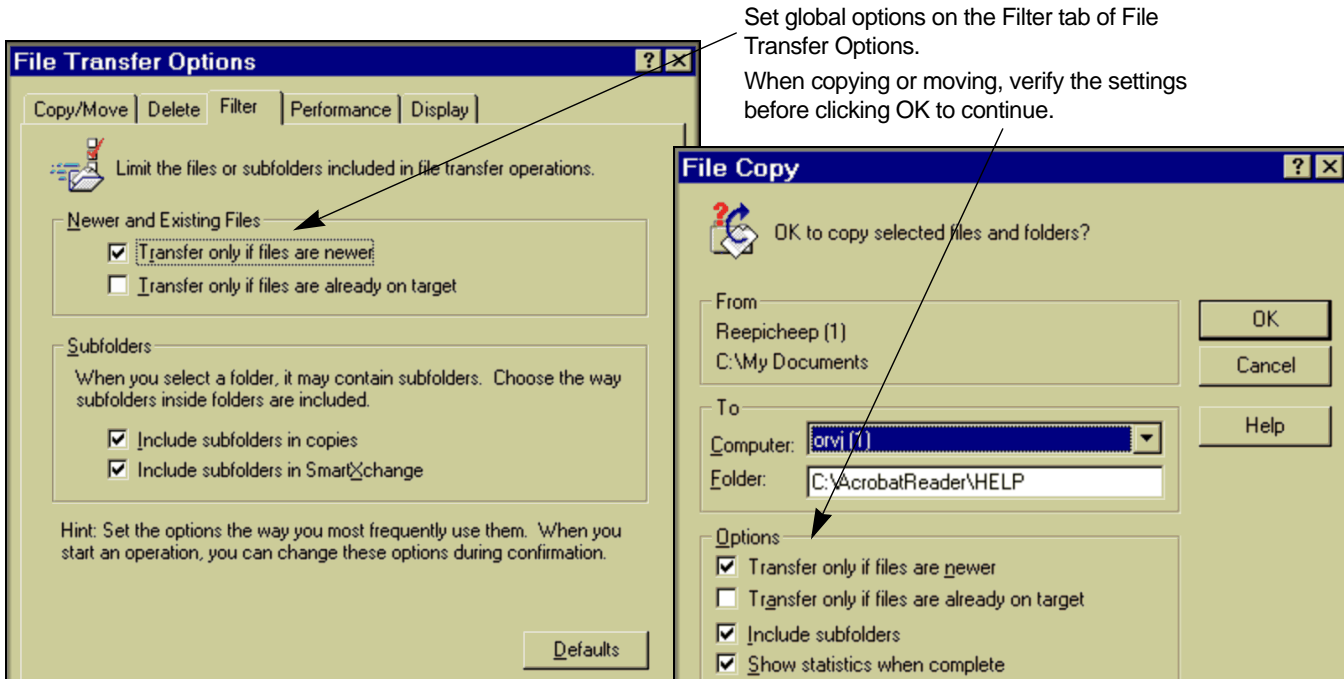 Set global options on the Filter tab of File
Transfer Options.
When copying or moving, verify the settings
before clicking OK to continue.
File Transfer Options
Copy/Move Delete Filter Performance Display
Limit the files or subfolders included in file transfer operations.
Newer and Existing Files
Transfer only if files are newer
Transfer only if files are already on target
Subfolders
When you select a folder, it may contain subfolders. Choose the way
subfolders inside folders are included.
Include subfolders in copies
Include subfolders in SmartXchange
Hint: Set the options the way you most frequently use them. When you
start an operation, you can change these options during confirmation.
Defaults
File Copy
OK to copy selected files and folders?
From
Reepicheep (1)
C:\My Documents
OK
Cancel
Help
To
Computer: orvj (1)
Folder: C:\AcrobatReader\HELP
Options
Transfer only if files are newer
Transfer only if files are already on target
Include subfolders
Show statistics when complete